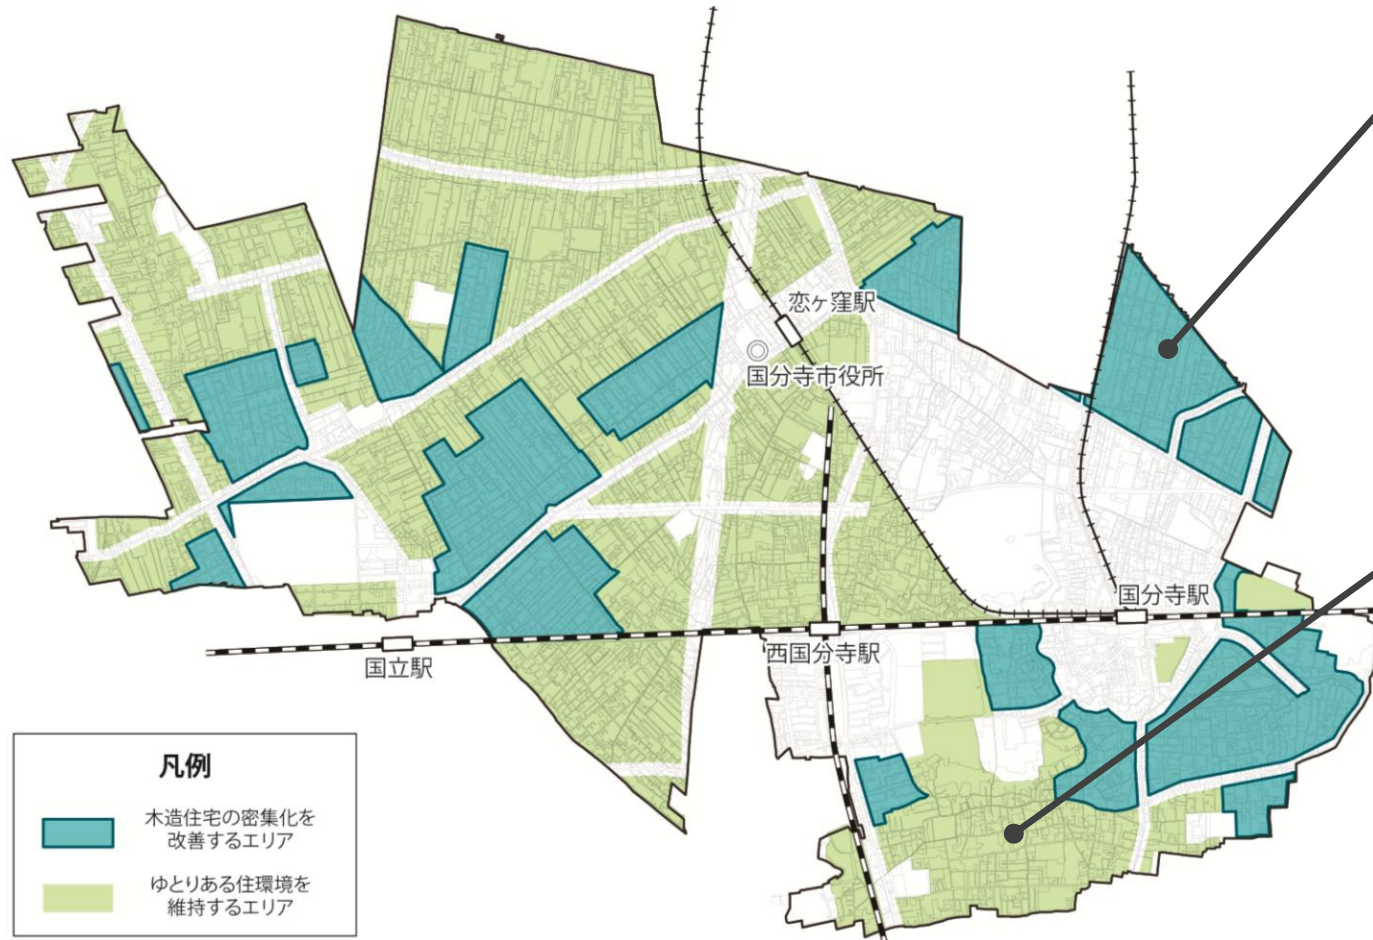 恋ヶ窪駅
国分寺市役所
国分寺駅
西国分寺駅
国立駅
凡例
木造住宅の密集化を
改善するエリア
ゆとりある住環境を
維持するエリア